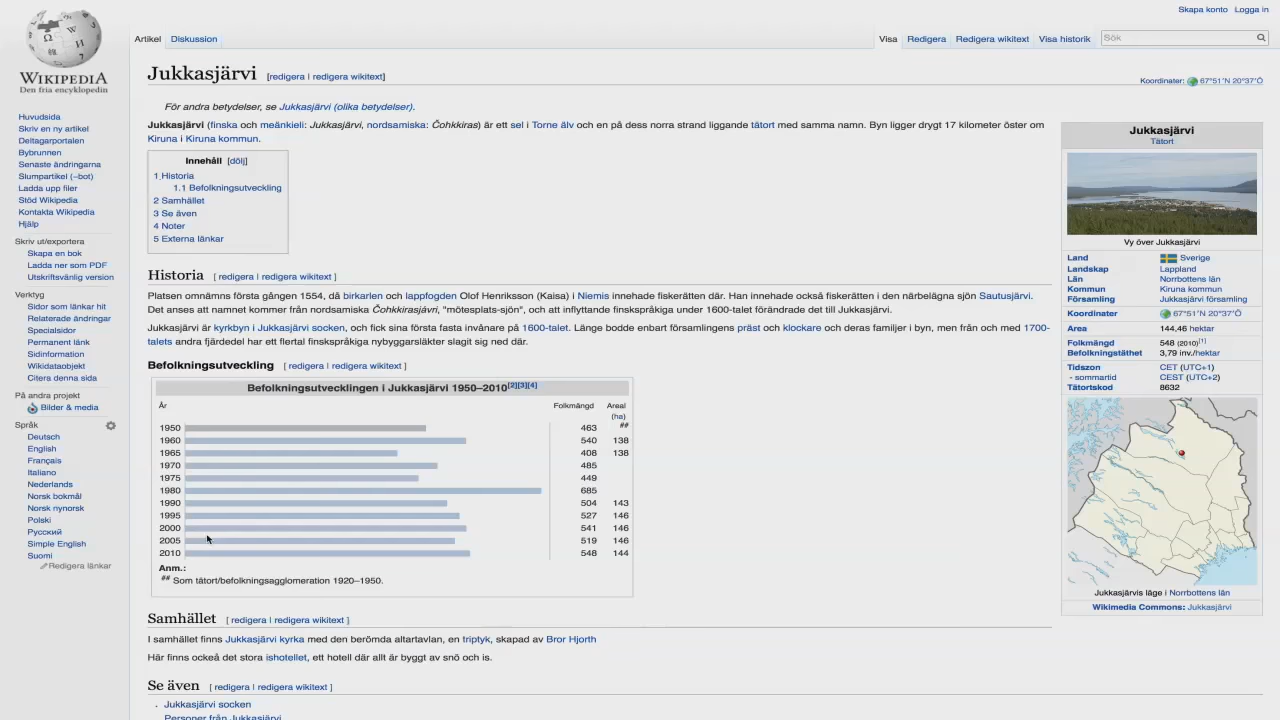 Skapa konto Logga in
WIKIPEDIA
Den fria encyklopedin
Artikel Diskussion Visa Redigera Redigera wikitext Visa historik Sök
Huvudsida
Skriv en ny artikel
Deltagarportalen
Bybrunnen
Senaste ändringarna
Slumpartikel (−bot)
Ladda upp filer
Stöd Wikipedia
Kontakta Wikipedia
Hjälp
Skriv ut/exportera
Skapa en bok
Ladda ner som PDF
Utskriftsvänlig version
Verktyg
Sidor som länkar hit
Relaterade ändringar
Specialsidor
Permanent länk
Sidinformation
Wikidataobjekt
Citera denna sida
På andra projekt
Bilder & media
Språk
Deutsch
English
Français
Italiano
Nederlands
Norsk bokmål
Norsk nynorsk
Polski
Русский
Simple English
Suomi
Redigera länkar
Jukkasjärvi [redigera | redigera wikitext]
Koordinater: 67°51′N 20°37′Ö
För andra betydelser, se Jukkasjärvi (olika betydelser).
Jukkasjärvi (finska och meänkieli: Jukkasjärvi, nordsamiska: Čohkkiras) är ett sel i Torne älv och en på dess norra strand liggande tätort med samma namn. Byn ligger drygt 17 kilometer öster om
Kiruna i Kiruna kommun.
Innehåll [dölj]
1 Historia
1.1 Befolkningsutveckling
2 Samhället
3 Se även
4 Noter
5 Externa länkar
Historia [ redigera | redigera wikitext ]
Platsen omnämns första gången 1554, då birkarlen och lappfogden Olof Henriksson (Kaisa) i Niemis innehade fiskerätten där. Han innehade också fiskerätten i den närbelägna sjön Sautusjärvi.
Det anses att namnet kommer från nordsamiska Čohkkirasjávri, "mötesplats-sjön", och att inflyttande finskspråkiga under 1600-talet förändrade det till Jukkasjärvi.
Jukkasjärvi är kyrkbyn i Jukkasjärvi socken, och fick sina första fasta invånare på 1600-talet. Länge bodde enbart församlingens präst och klockare och deras familjer i byn, men från och med 1700-
talets andra fjärdedel har ett flertal finskspråkiga nybyggarsläkter slagit sig ned där.
Befolkningsutveckling [ redigera | redigera wikitext ]
Befolkningsutvecklingen i Jukkasjärvi 1950–2010[2][3][4]
År Folkmängd Areal
(ha)
1950 463 ##
1960 540 138
1965 408 138
1970 485
1975 449
1980 685
1990 504 143
1995 527 146
2000 541 146
2005 519 146
2010 548 144
Anm.:
## Som tätort/befolkningsagglomeration 1920–1950.
Samhället [ redigera | redigera wikitext ]
I samhället finns Jukkasjärvi kyrka med den berömda altartavlan, en triptyk, skapad av Bror Hjorth
Här finns ockeå det stora ishotellet, ett hotell där allt är byggt av snö och is.
Se även [ redigera | redigera wikitext ]
Jukkasjärvi socken
Personer från Jukkasjärvi
Jukkasjärvi
Tätort
Vy över Jukkasjärvi
Land Sverige
Landskap Lappland
Län Norrbottens län
Kommun Kiruna kommun
Församling Jukkasjärvi församling
Koordinater 67°51′N 20°37′Ö
Area 144,46 hektar
Folkmängd 548 (2010)[1]
Befolkningstäthet 3,79 inv./hektar
Tidszon CET (UTC+1)
- sommartid CEST (UTC+2)
Tätortskod 8632
Jukkasjärvis läge i Norrbottens län
Wikimedia Commons: Jukkasjärvi